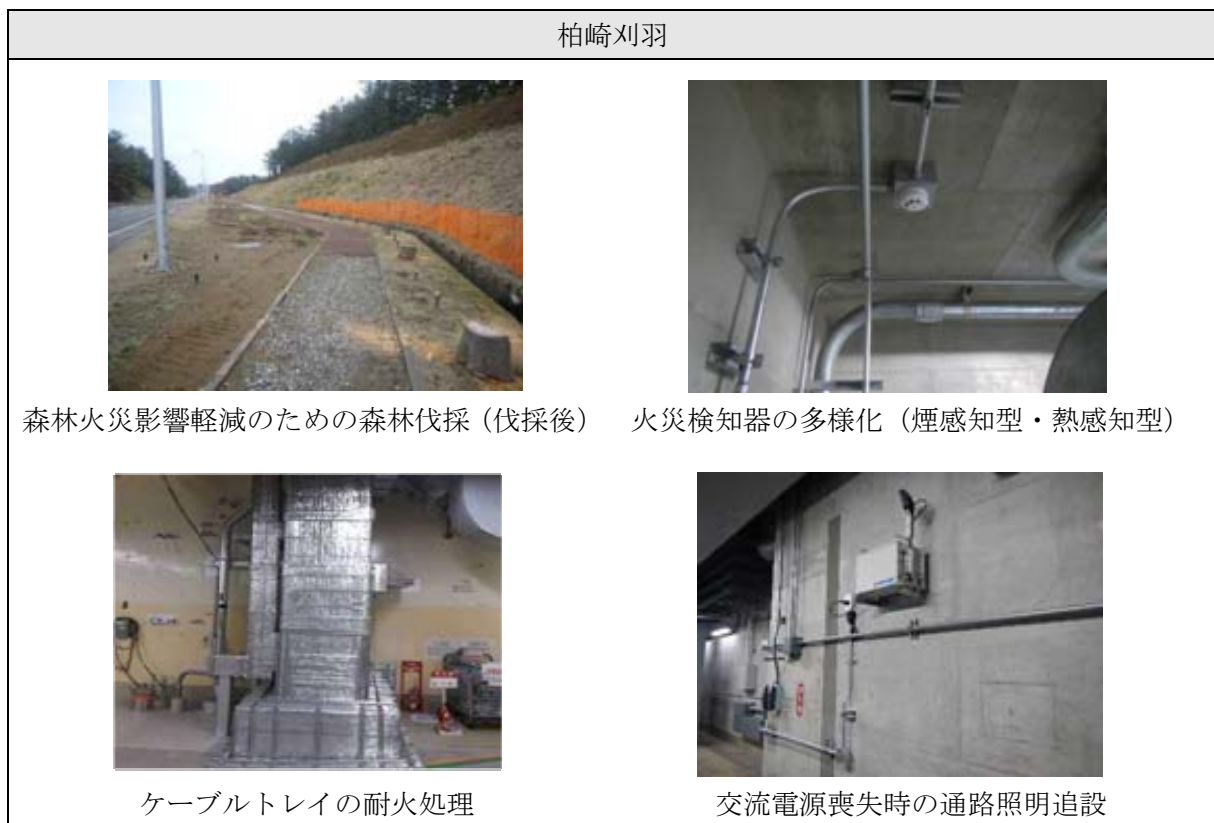 柏崎刈羽
森林火災影響軽減のための森林伐採（伐採後）
火災検知器の多様化（煙感知型・熱感知型）
ケーブルトレイの耐火処理
交流電源喪失時の通路照明追設